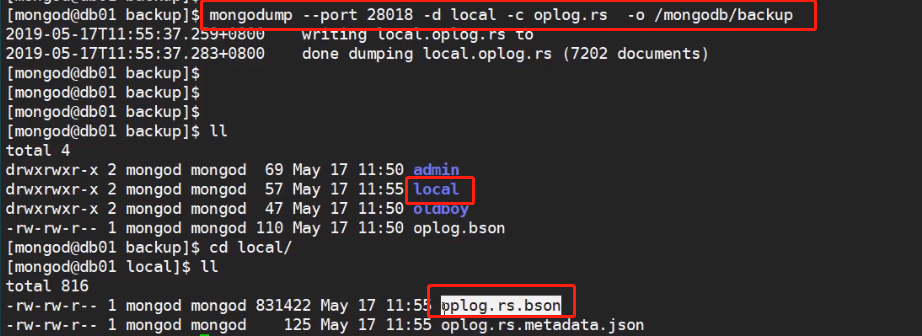 [mongod@db01 backup]$ mongodump --port 28018 -d local -c oplog.rs -o /mongodb/backup
2019-05-17T11:55:37.259+0800 writing local.oplog.rs to
2019-05-17T11:55:37.283+0800 done dumping local.oplog.rs (7202 documents)
[mongod@db01 backup]$
[mongod@db01 backup]$
[mongod@db01 backup]$
[mongod@db01 backup]$ ll
total 4
drwxrwxr-x 2 mongod mongod 69 May 17 11:50 admin
drwxrwxr-x 2 mongod mongod 57 May 17 11:55 local
drwxrwxr-x 2 mongod mongod 47 May 17 11:50 oldboy
-rw-rw-r-- 1 mongod mongod 110 May 17 11:50 oplog.bson
[mongod@db01 backup]$ cd local/
[mongod@db01 local]$ ll
total 816
-rw-rw-r-- 1 mongod mongod 831422 May 17 11:55 oplog.rs.bson
-rw-rw-r-- 1 mongod mongod 125 May 17 11:55 oplog.rs.metadata.json